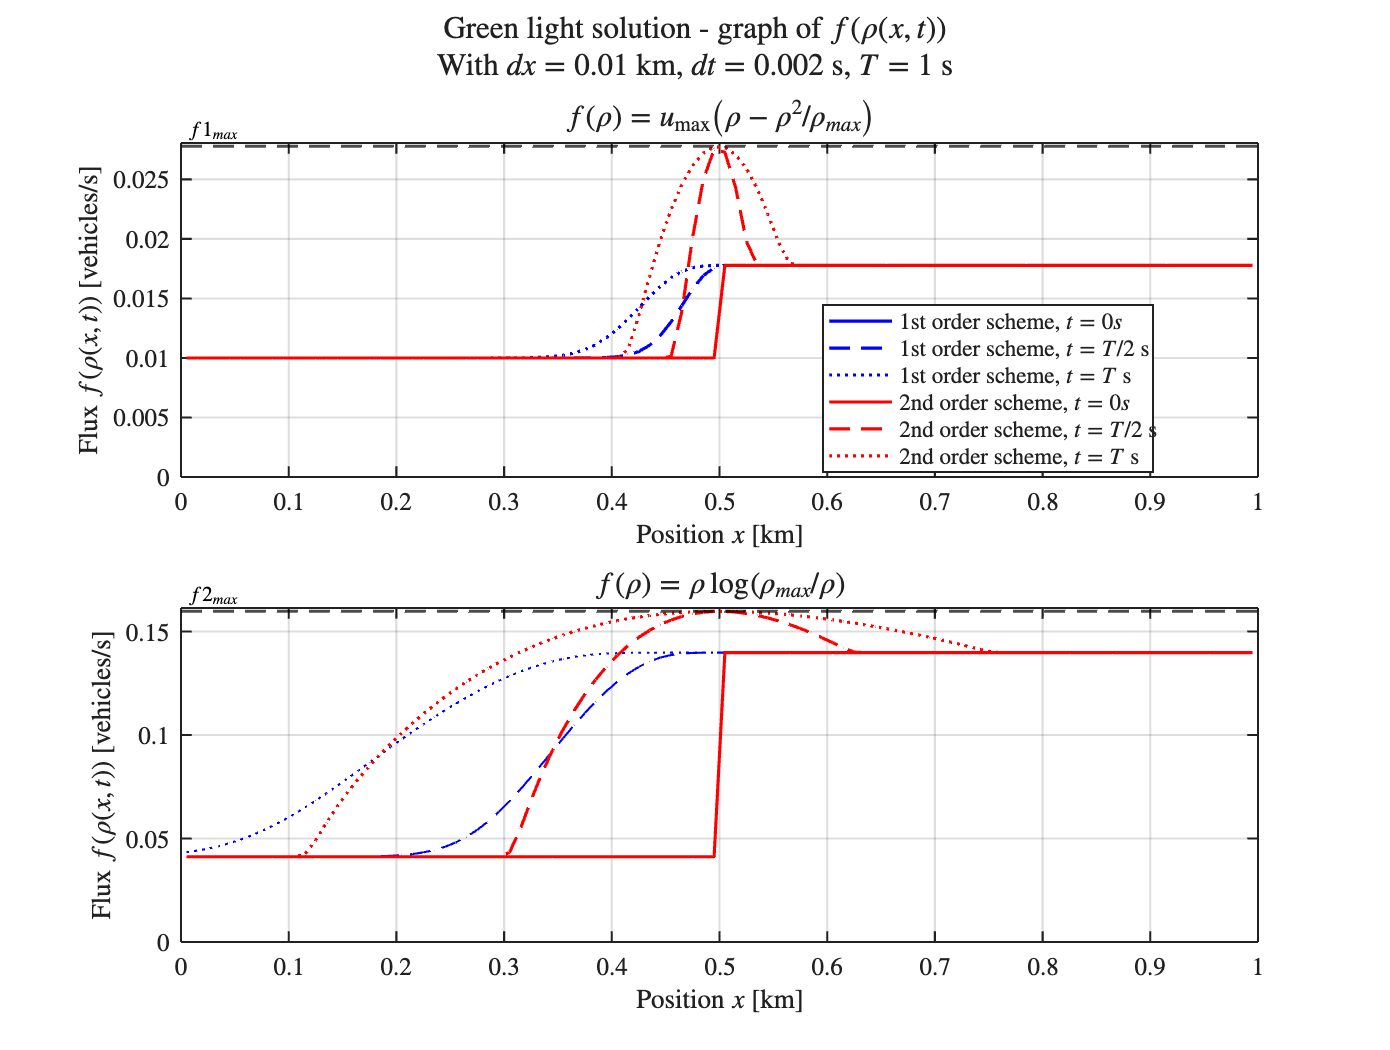 Green light solution - graph of f(ρ(x, t))
With dx = 0.01 km, dt = 0.002 s, T = 1 s
f(ρ) = u_max(ρ − ρ²/ρ_max)
f1_max
0.025
0.02
0.015
0.01
0.005
0
Flux f(ρ(x, t)) [vehicles/s]
1st order scheme, t = 0s
1st order scheme, t = T/2 s
1st order scheme, t = T s
2nd order scheme, t = 0s
2nd order scheme, t = T/2 s
2nd order scheme, t = T s
0 0.1 0.2 0.3 0.4 0.5 0.6 0.7 0.8 0.9 1
Position x [km]
f(ρ) = ρ log(ρ_max/ρ)
f2_max
0.15
0.1
0.05
0
Flux f(ρ(x, t)) [vehicles/s]
0 0.1 0.2 0.3 0.4 0.5 0.6 0.7 0.8 0.9 1
Position x [km]